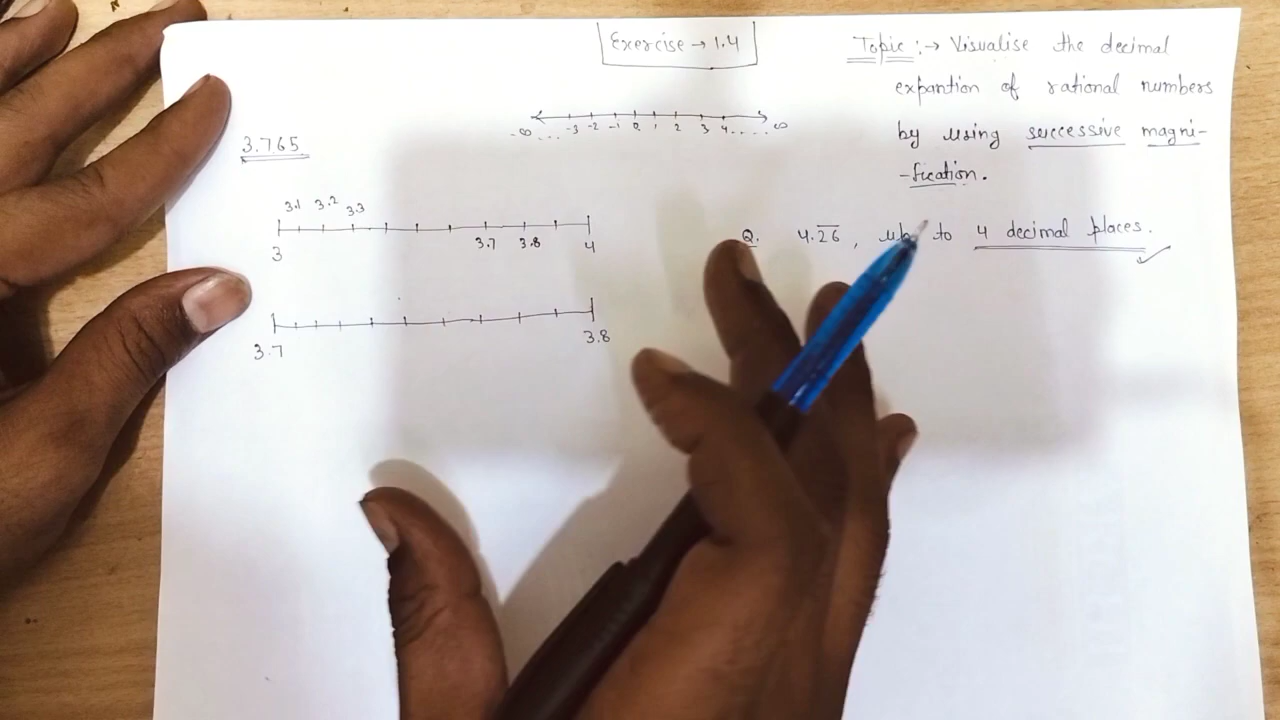 Exercise → 1.4
Topic :→ Visualise the decimal
expantion of rational numbers
by using successive magni-
-fication.
-∞ ... -3 -2 -1 0 1 2 3 4 ..... ∞
3.765
3.1 3.2 3.3
3 3.7 3.8 4
3.7 3.8
Q. 4.2̅6̅ , to 4 decimal places.